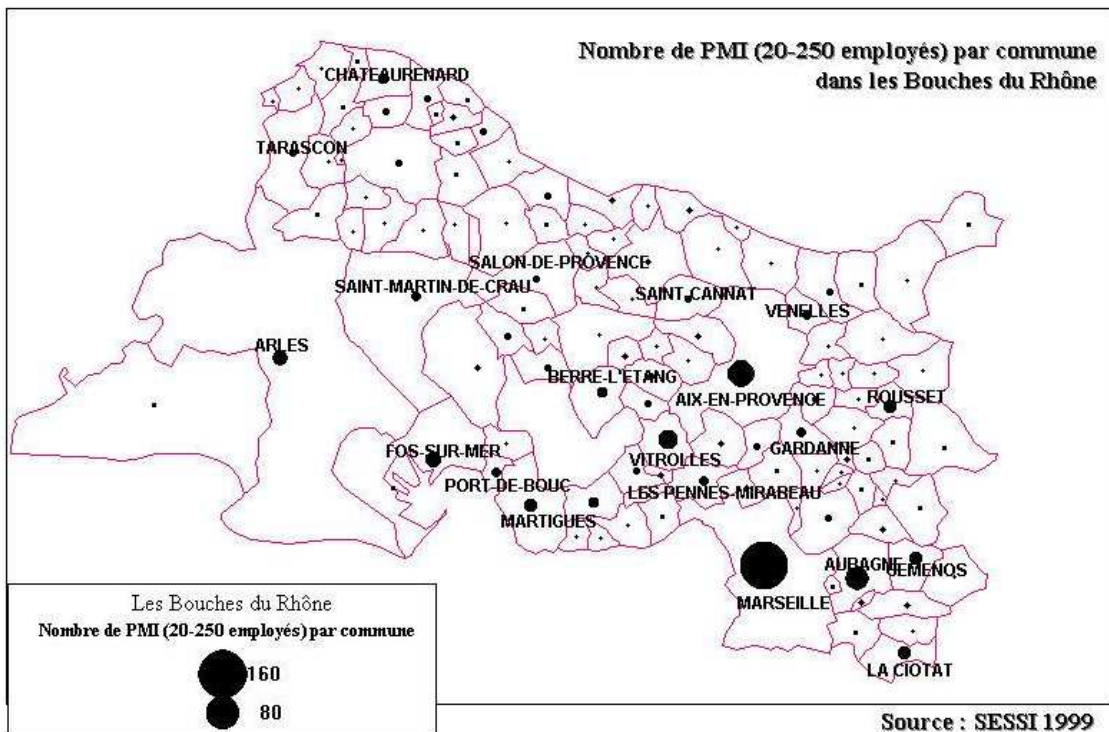 Nombre de PMI (20-250 employés) par commune
dans les Bouches du Rhône
CHATEAURENARD
TARASCON
SALON-DE-PROVENCE
SAINT-MARTIN-DE-CRAU
SAINT-CANNAT
VENELLES
ARLES
BERRE-L'ETANG
AIX-EN-PROVENCE
ROUSSET
FOS-SUR-MER
VITROLLES
GARDANNE
PORT-DE-BOUC
LES PENNES-MIRABEAU
MARTIGUES
AUBAGNE
GEMENOS
MARSEILLE
LA CIOTAT
Les Bouches du Rhône
Nombre de PMI (20-250 employés) par commune
160
80
Source : SESSI 1999